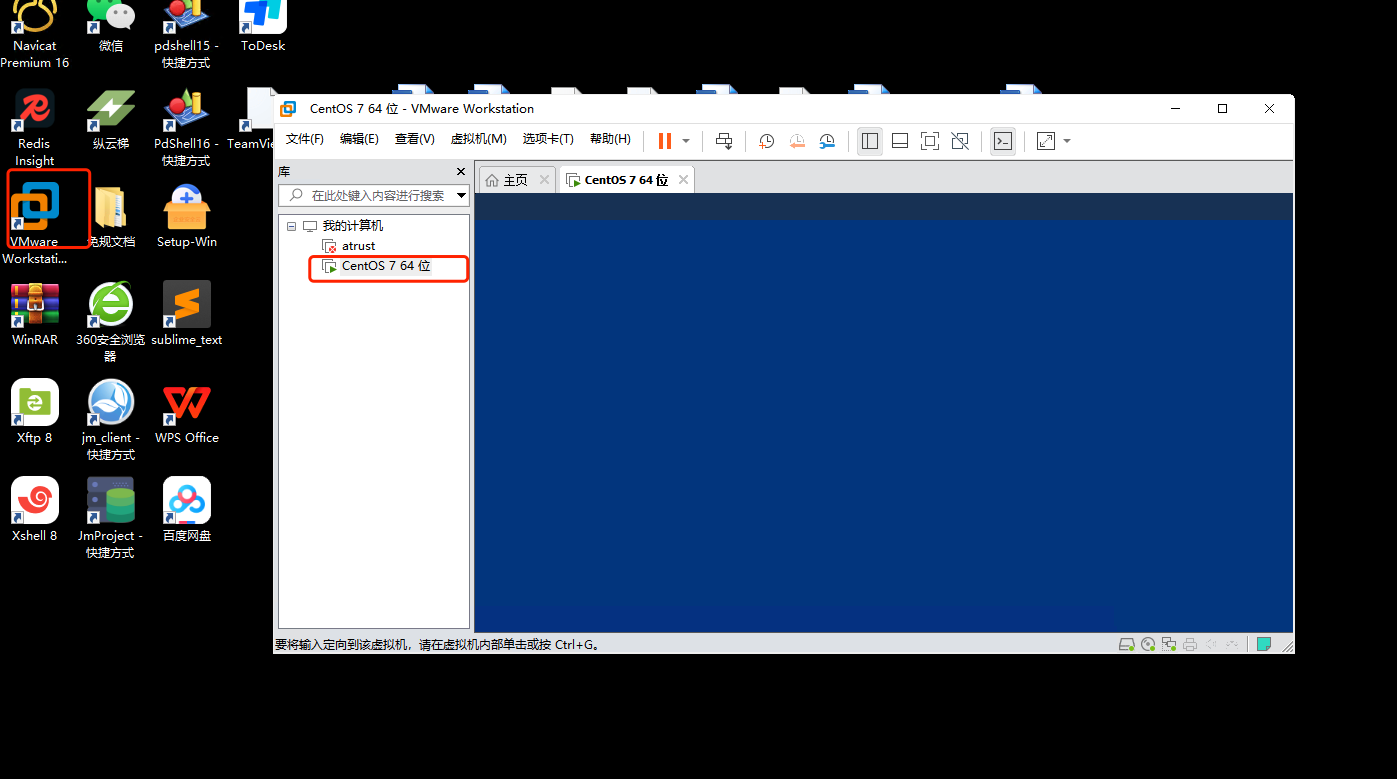 Navicat
Premium 16
微信
pdshell15 -
快捷方式
ToDesk
Redis
Insight
纵云梯
PdShell16 -
快捷方式
TeamVie
VMware
Workstati...
免规文档
Setup-Win
WinRAR
360安全浏览
器
sublime_text
Xftp 8
jm_client -
快捷方式
WPS Office
Xshell 8
JmProject -
快捷方式
百度网盘
CentOS 7 64 位 - VMware Workstation
文件(F) 编辑(E) 查看(V) 虚拟机(M) 选项卡(T) 帮助(H)
库
在此处键入内容进行搜索
我的计算机
atrust
CentOS 7 64 位
主页
CentOS 7 64 位
要将输入定向到该虚拟机，请在虚拟机内部单击或按 Ctrl+G。